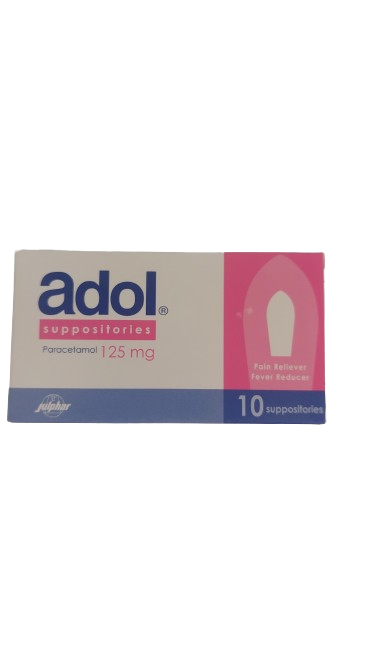 adol®
suppositories
Paracetamol 125 mg
Pain Reliever
Fever Reducer
julphar
10 suppositories